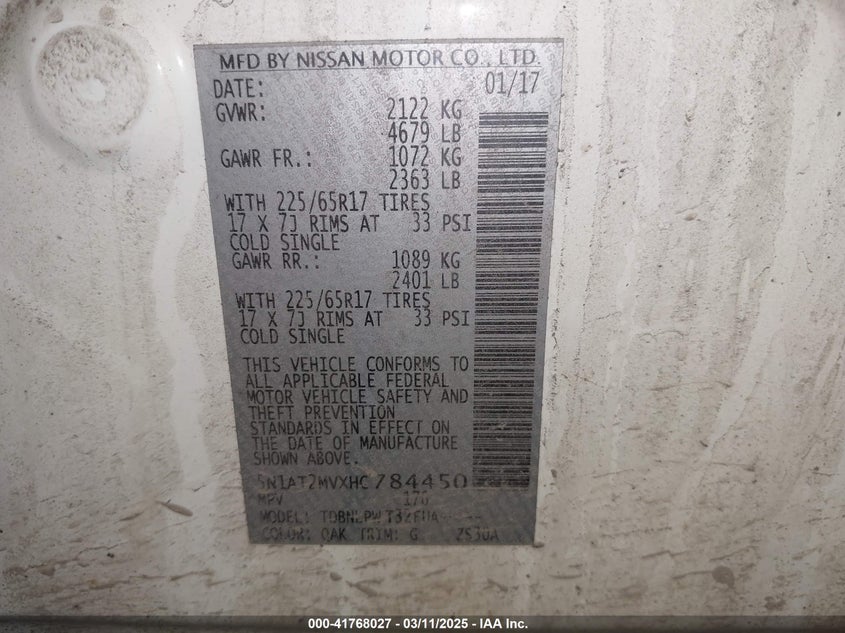 MFD BY NISSAN MOTOR CO., LTD.
DATE: 01/17
GVWR: 2122 KG
4679 LB
GAWR FR.: 1072 KG
2363 LB
WITH 225/65R17 TIRES
17 X 7J RIMS AT 33 PSI
COLD SINGLE
GAWR RR.: 1089 KG
2401 LB
WITH 225/65R17 TIRES
17 X 7J RIMS AT 33 PSI
COLD SINGLE
THIS VEHICLE CONFORMS TO
ALL APPLICABLE FEDERAL
MOTOR VEHICLE SAFETY AND
THEFT PREVENTION
STANDARDS IN EFFECT ON
THE DATE OF MANUFACTURE
SHOWN ABOVE.
5N1AT2MVXHC784450
MPV
MODEL:
COLOR: QAK TRIM: G
000-41768027 - 03/11/2025 - IAA Inc.